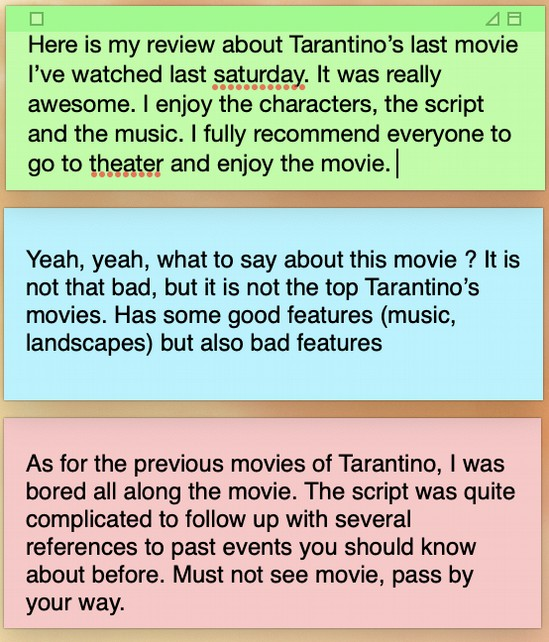 Here is my review about Tarantino's last movie
I've watched last saturday. It was really
awesome. I enjoy the characters, the script
and the music. I fully recommend everyone to
go to theater and enjoy the movie.
Yeah, yeah, what to say about this movie ? It is
not that bad, but it is not the top Tarantino's
movies. Has some good features (music,
landscapes) but also bad features
As for the previous movies of Tarantino, I was
bored all along the movie. The script was quite
complicated to follow up with several
references to past events you should know
about before. Must not see movie, pass by
your way.